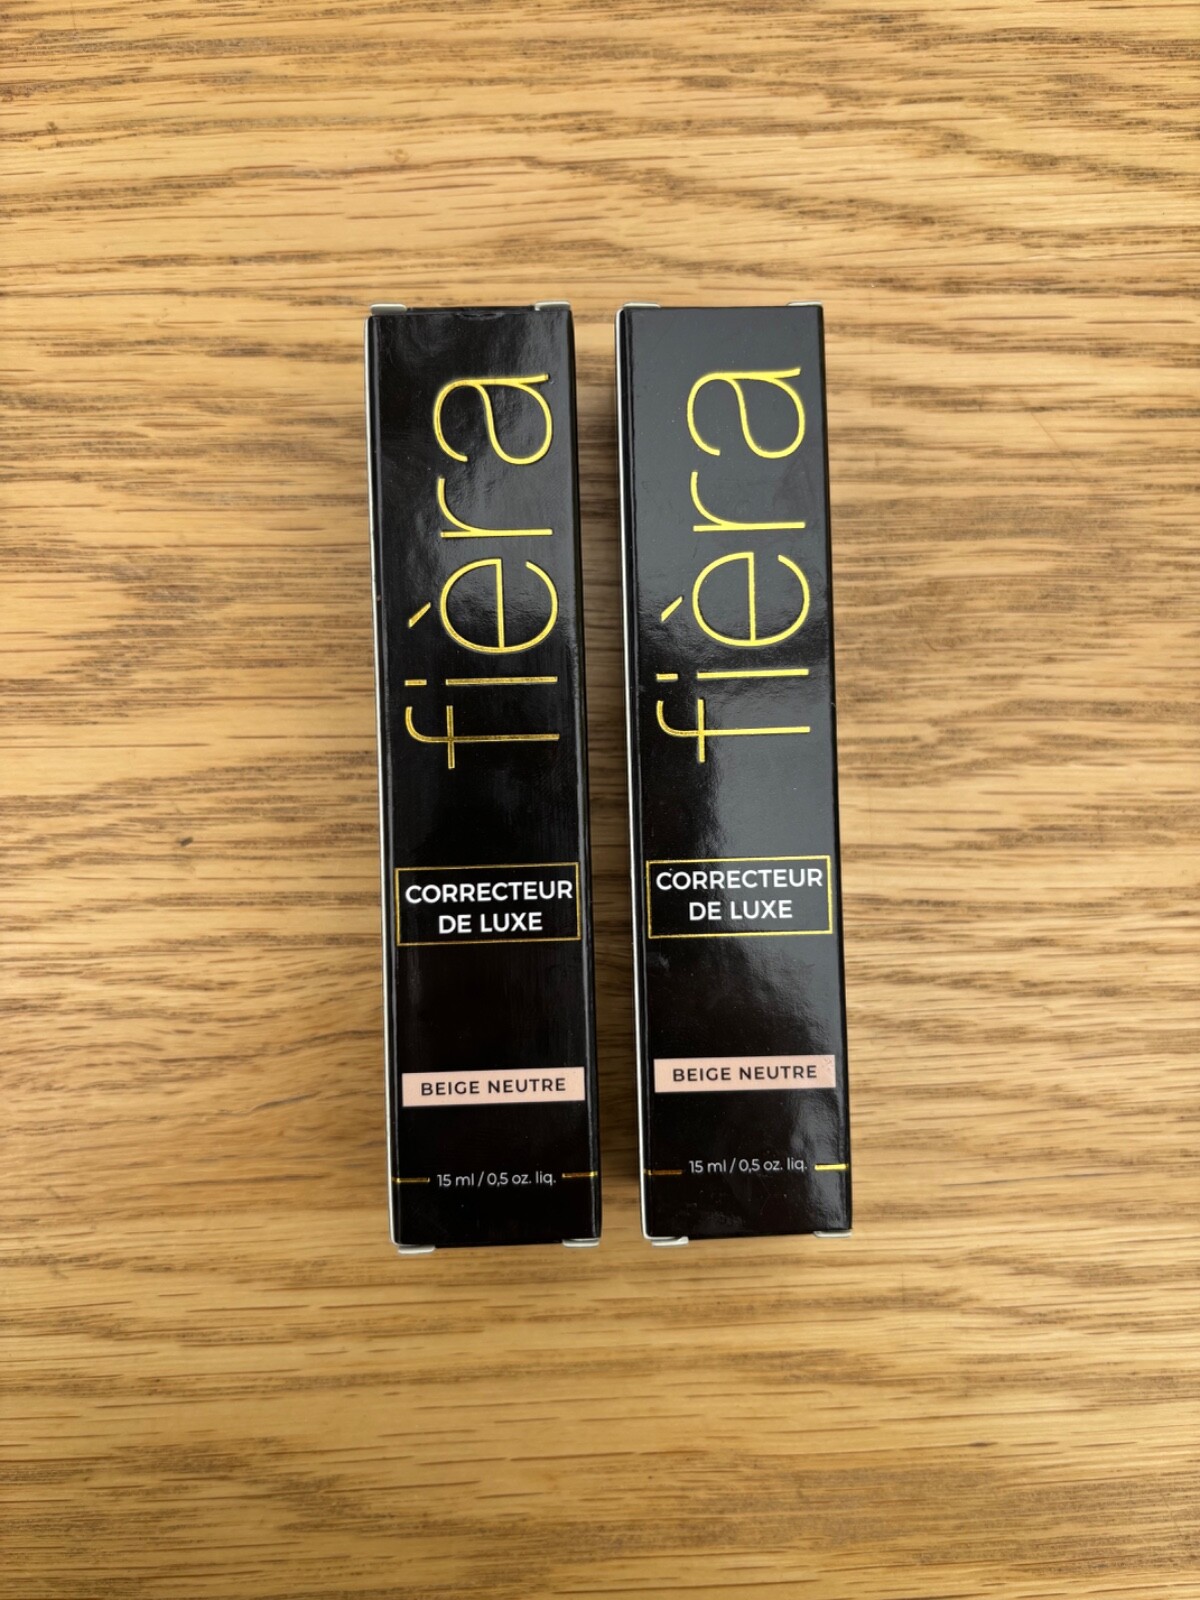 fièra
CORRECTEUR
DE LUXE
BEIGE NEUTRE
15 ml / 0,5 oz. liq.
fièra
CORRECTEUR
DE LUXE
BEIGE NEUTRE
15 ml / 0,5 oz. liq.